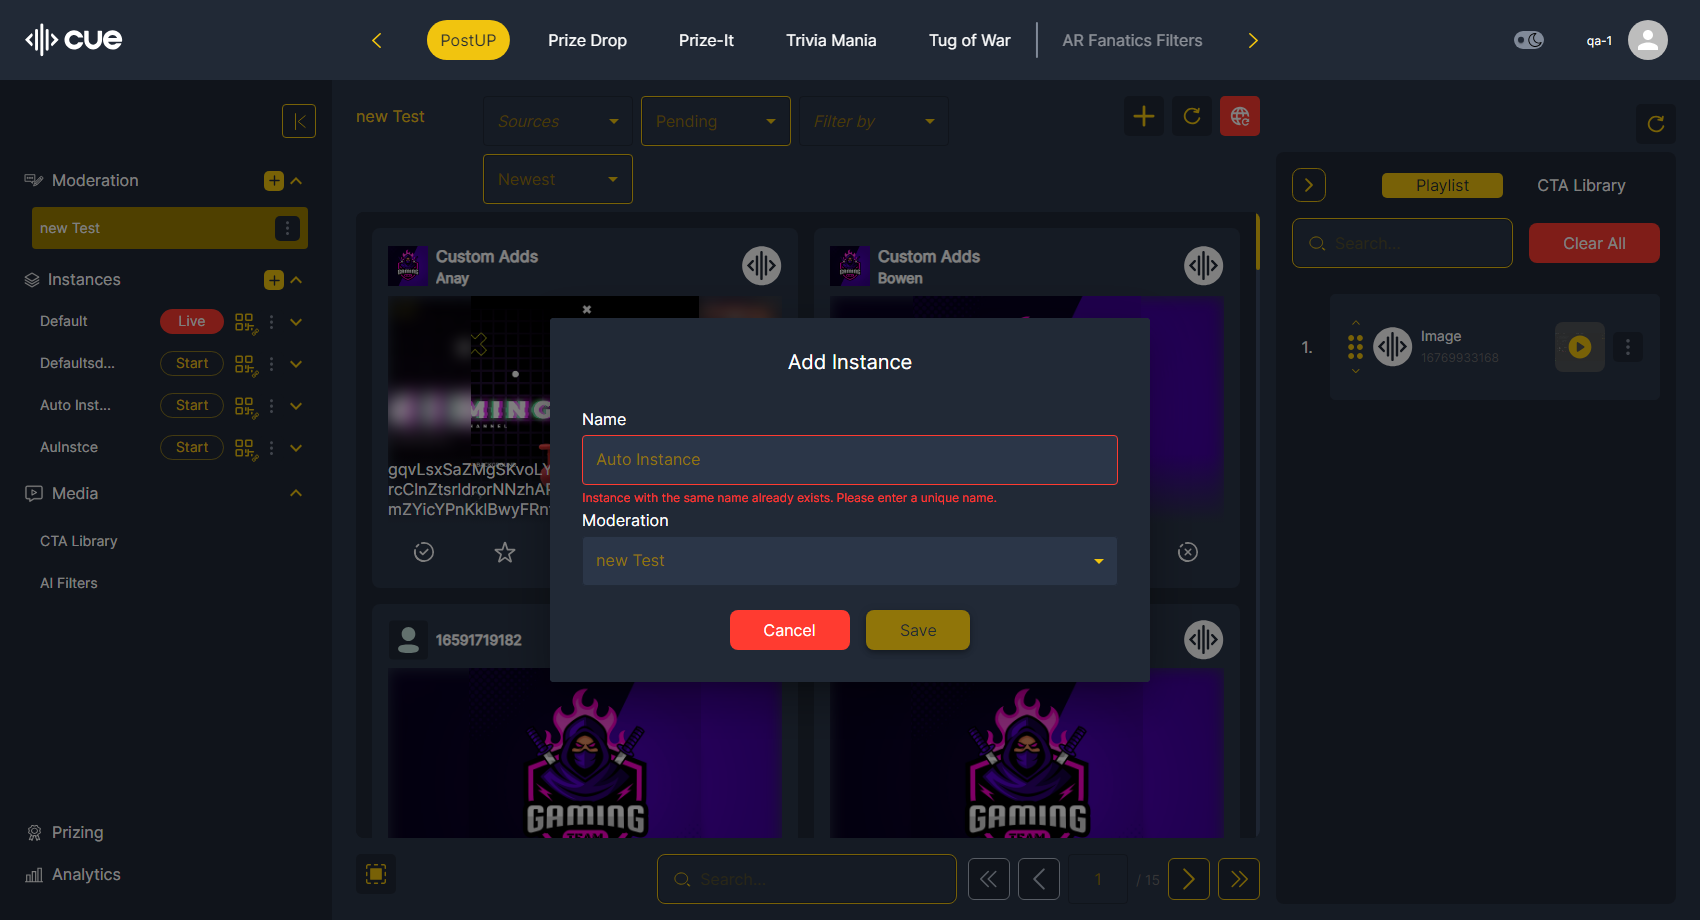 cue
PostUP
Prize Drop
Prize-It
Trivia Mania
Tug of War
AR Fanatics Filters
qa-1
new Test
Sources
Pending
Filter by
Newest
Moderation
new Test
Instances
Default
Live
Defaultsd...
Start
Auto Inst...
Start
AuInstce
Start
Media
CTA Library
AI Filters
Prizing
Analytics
Custom Adds
Anay
Custom Adds
Bowen
16591719182
GAMING
TEAM
GAMING
TEAM
Add Instance
Name
Auto Instance
Instance with the same name already exists. Please enter a unique name.
Moderation
new Test
Cancel
Save
Search...
1
/ 15
Playlist
CTA Library
Search...
Clear All
1.
Image
16769933168